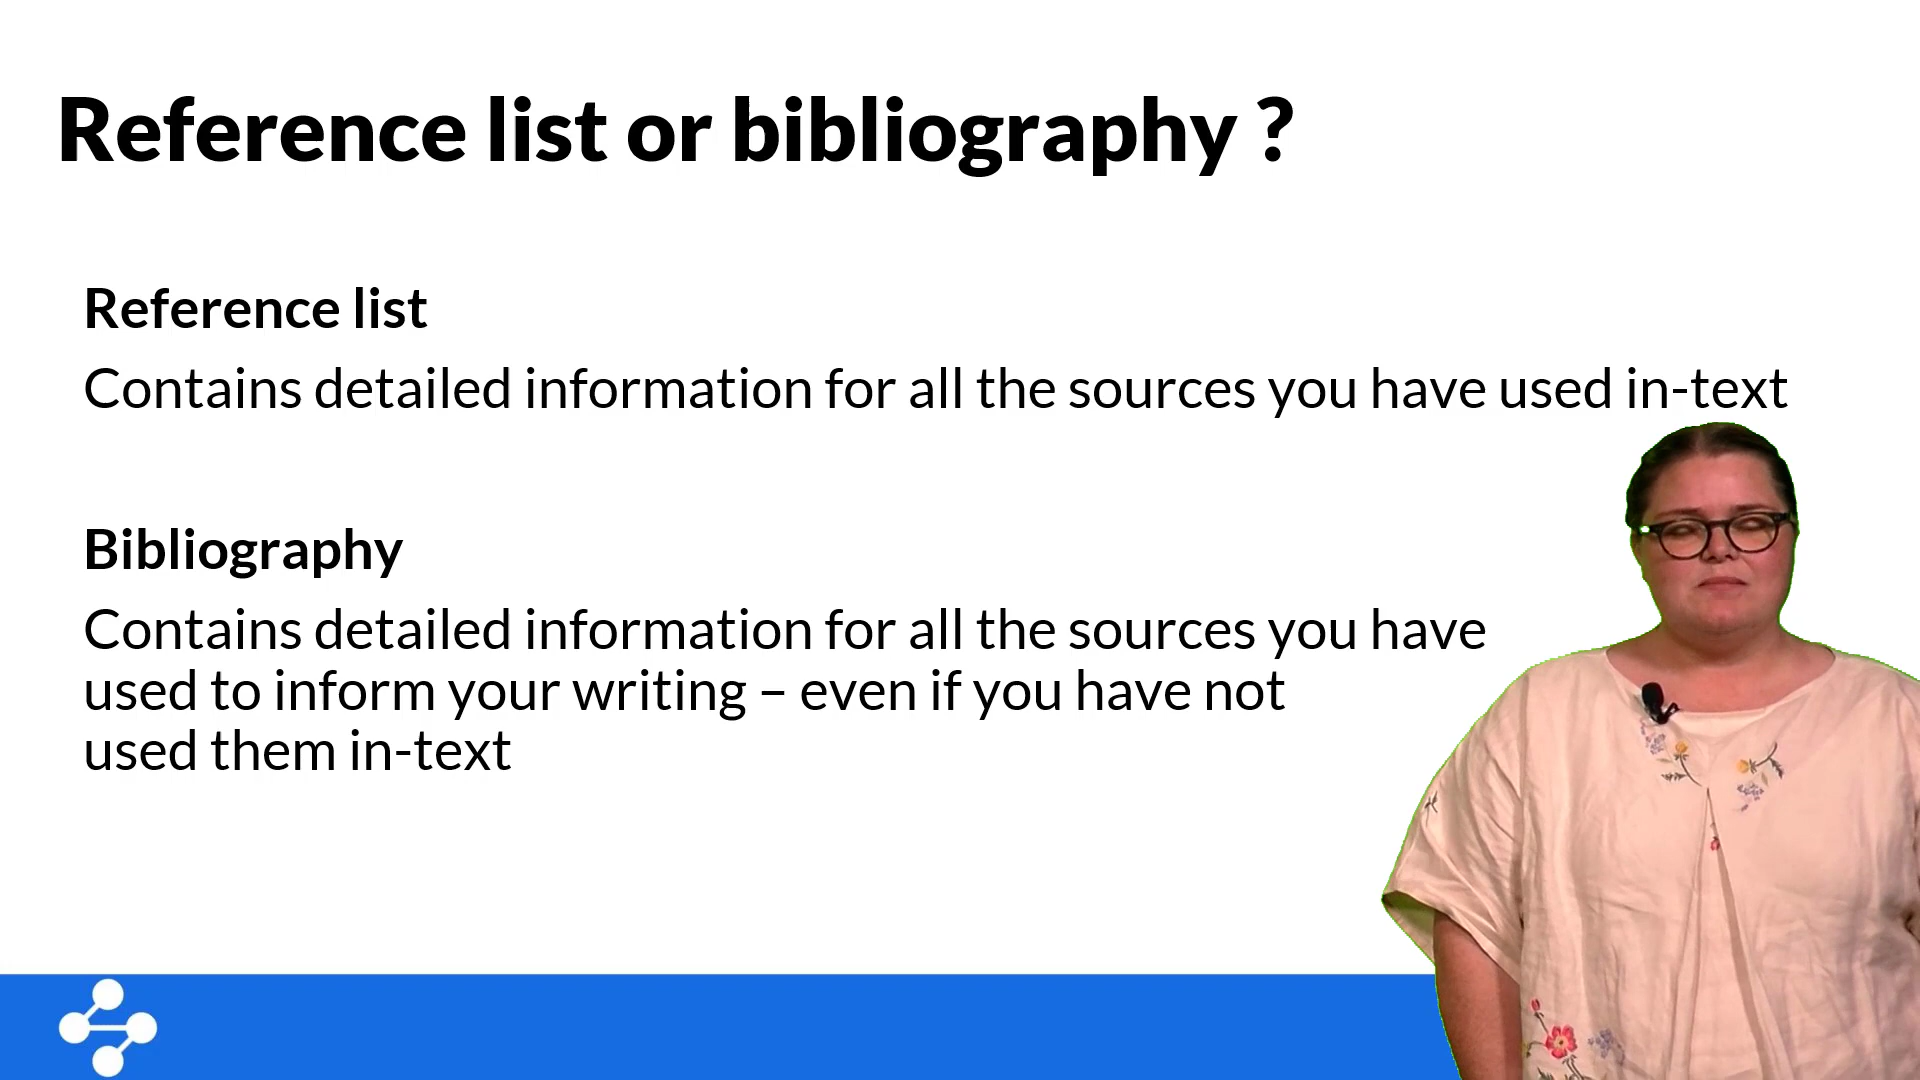 Reference list or bibliography ?
Reference list
Contains detailed information for all the sources you have used in-text
Bibliography
Contains detailed information for all the sources you have
used to inform your writing – even if you have not
used them in-text